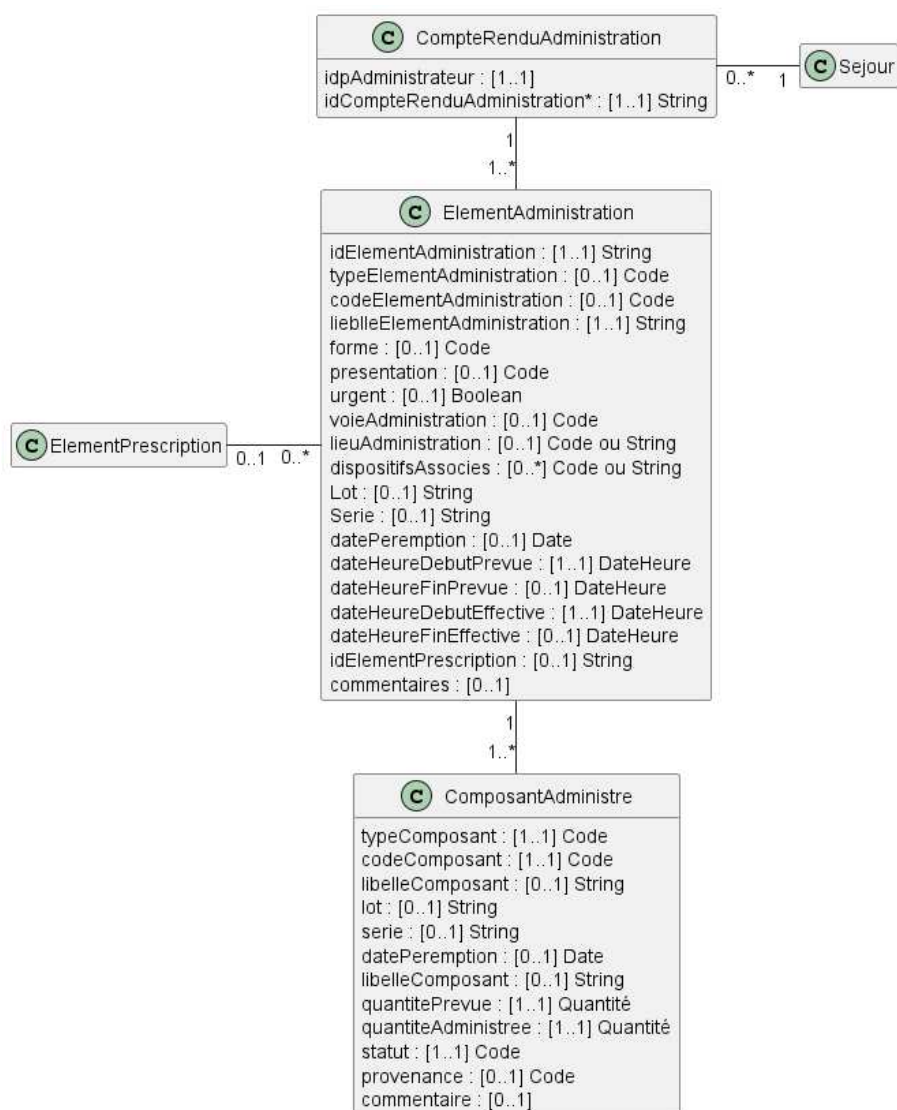 C CompteRenduAdministration
idpAdministrateur : [1..1]
idCompteRenduAdministration* : [1..1] String
0..* 1
C Sejour
1
1..*
C ElementAdministration
idElementAdministration : [1..1] String
typeElementAdministration : [0..1] Code
codeElementAdministration : [0..1] Code
lieblleElementAdministration : [1..1] String
forme : [0..1] Code
presentation : [0..1] Code
urgent : [0..1] Boolean
voieAdministration : [0..1] Code
lieuAdministration : [0..1] Code ou String
dispositifsAssocies : [0..*] Code ou String
Lot : [0..1] String
Serie : [0..1] String
datePeremption : [0..1] Date
dateHeureDebutPrevue : [1..1] DateHeure
dateHeureFinPrevue : [0..1] DateHeure
dateHeureDebutEffective : [1..1] DateHeure
dateHeureFinEffective : [0..1] DateHeure
idElementPrescription : [0..1] String
commentaires : [0..1]
C ElementPrescription
0..1 0..*
1
1..*
C ComposantAdministre
typeComposant : [1..1] Code
codeComposant : [1..1] Code
libelleComposant : [0..1] String
lot : [0..1] String
serie : [0..1] String
datePeremption : [0..1] Date
libelleComposant : [0..1] String
quantitePrevue : [1..1] Quantité
quantiteAdministree : [1..1] Quantité
statut : [1..1] Code
provenance : [0..1] Code
commentaire : [0..1]